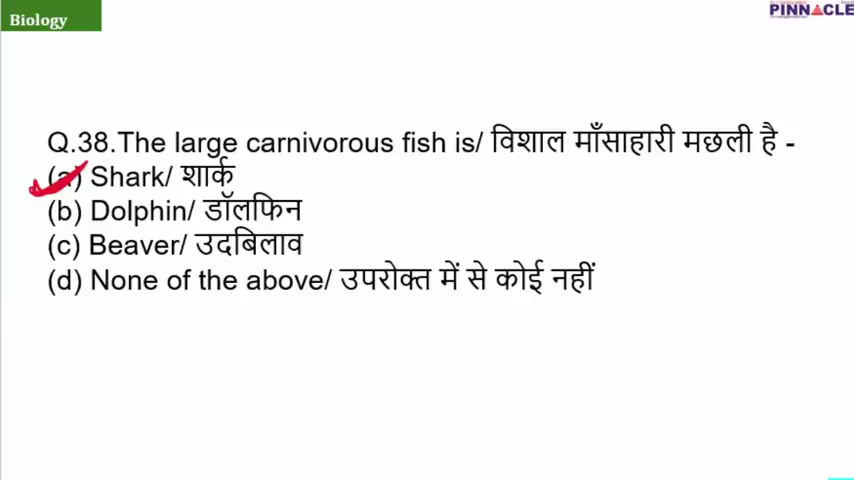 Biology
PINNACLE
Q.38.The large carnivorous fish is/ विशाल माँसाहारी मछली है -
(a) Shark/ शार्क
(b) Dolphin/ डॉलफिन
(c) Beaver/ उदबिलाव
(d) None of the above/ उपरोक्त में से कोई नहीं